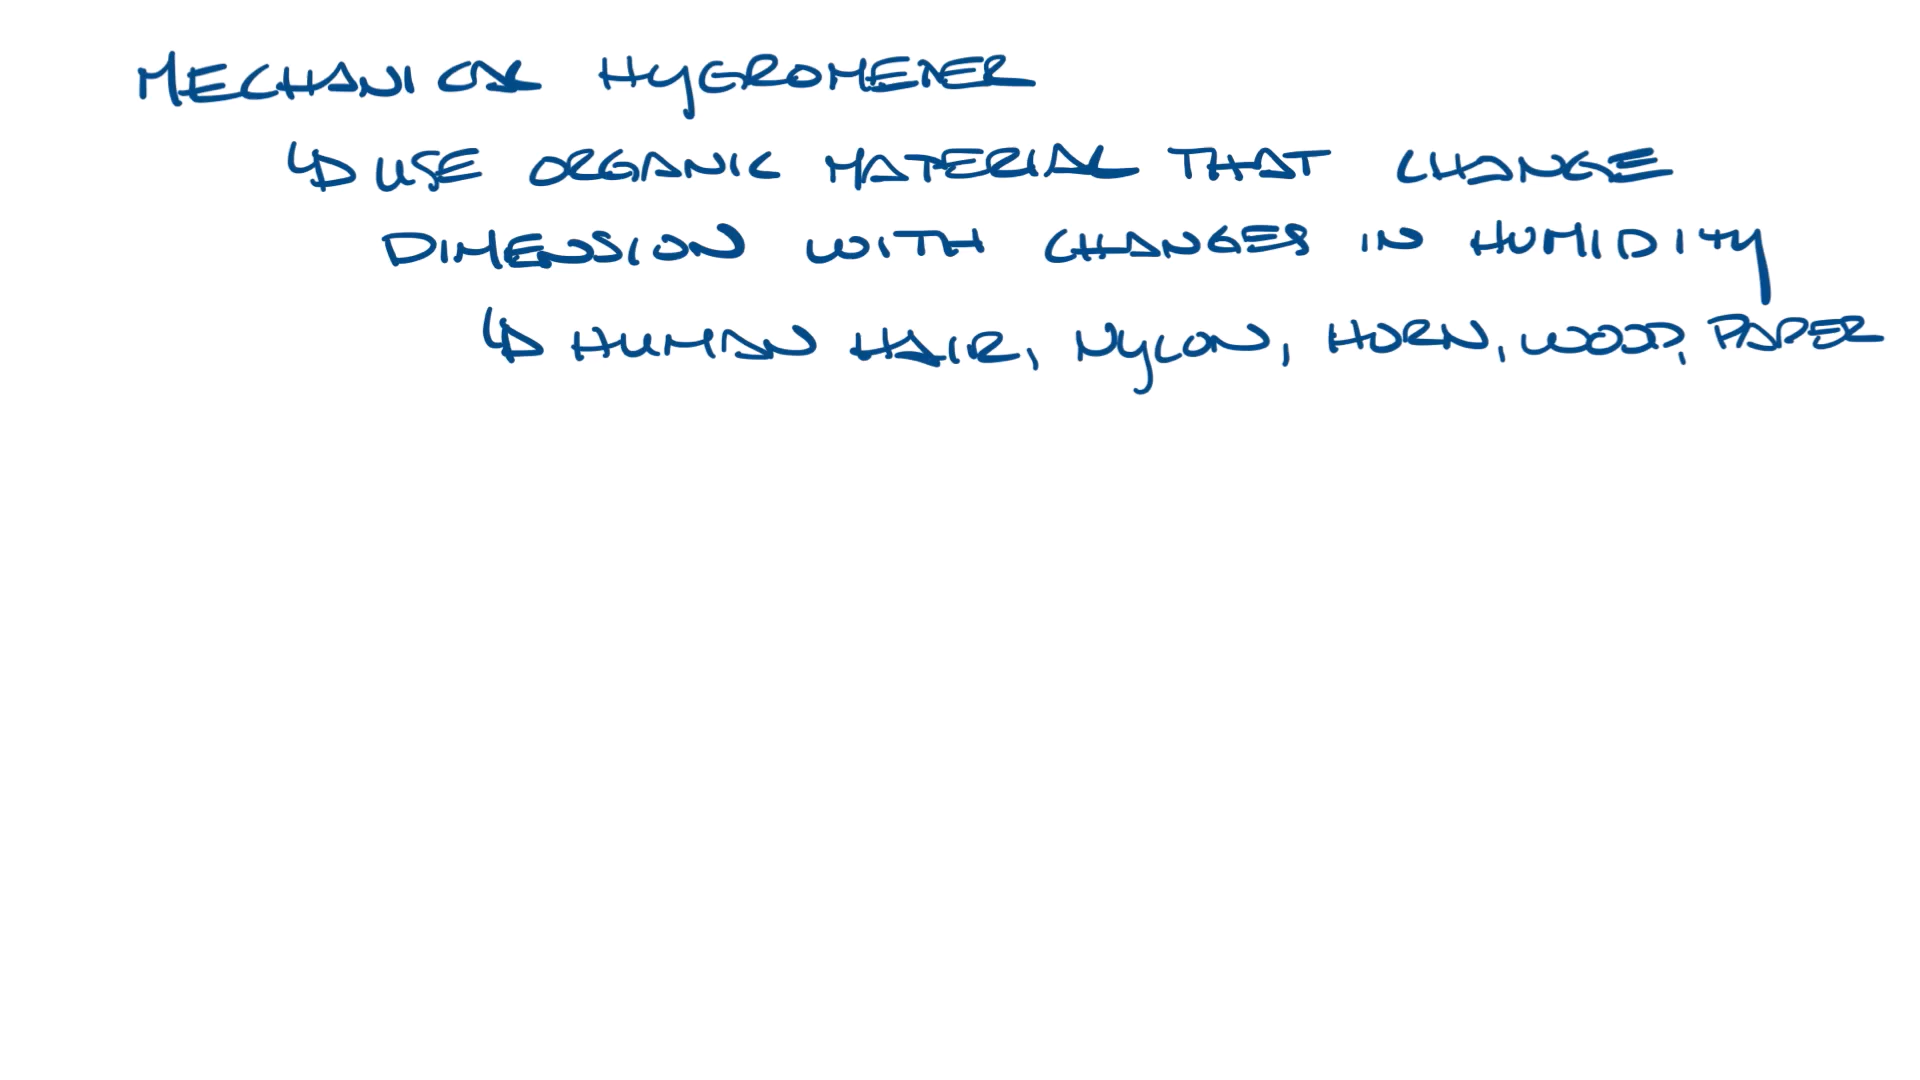 MECHANICAL HYGROMETER
↳ USE ORGANIC MATERIAL THAT CHANGE
DIMENSION WITH CHANGES IN HUMIDITY
↳ HUMAN HAIR, NYLON, HORN, WOOD, PAPER